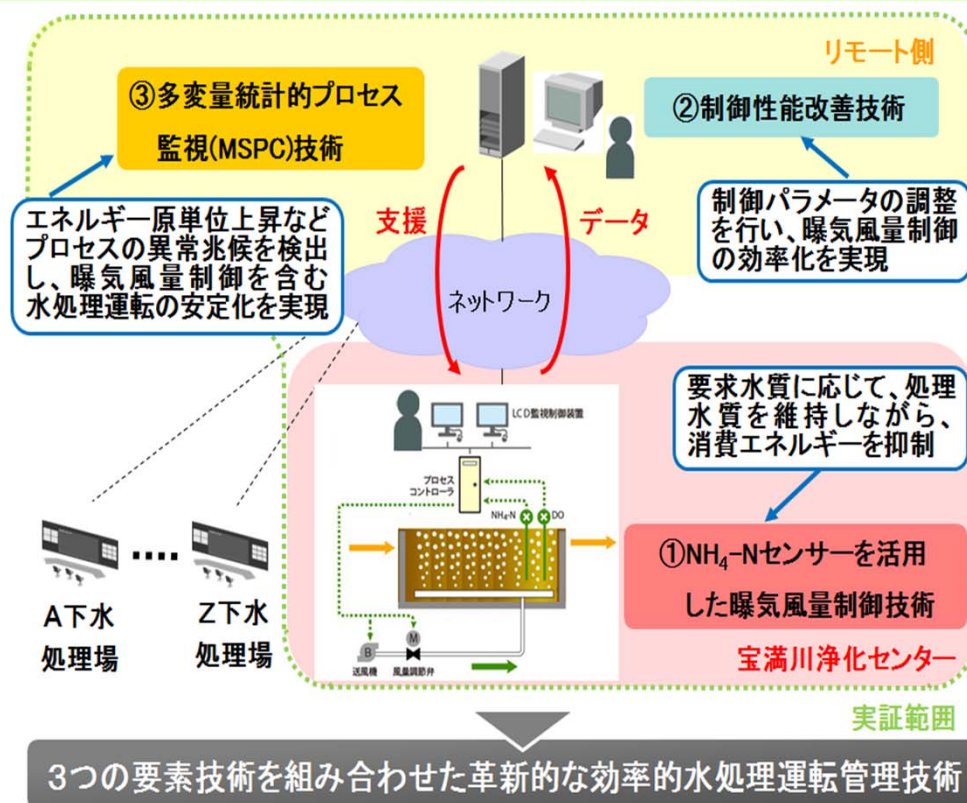 リモート側
③多変量統計的プロセス
監視(MSPC)技術
②制御性能改善技術
エネルギー原単位上昇など
プロセスの異常兆候を検出
し、曝気風量制御を含む
水処理運転の安定化を実現
支援
データ
制御パラメータの調整
を行い、曝気風量制御
の効率化を実現
ネットワーク
要求水質に応じて、処理
水質を維持しながら、
消費エネルギーを抑制
LCD監視制御装置
プロセス
コントローラ
NH₄-N
DO
①NH₄-Nセンサーを活用
した曝気風量制御技術
A下水
処理場
Z下水
処理場
M
B
送風機
風量調節弁
宝満川浄化センター
実証範囲
3つの要素技術を組み合わせた革新的な効率的水処理運転管理技術